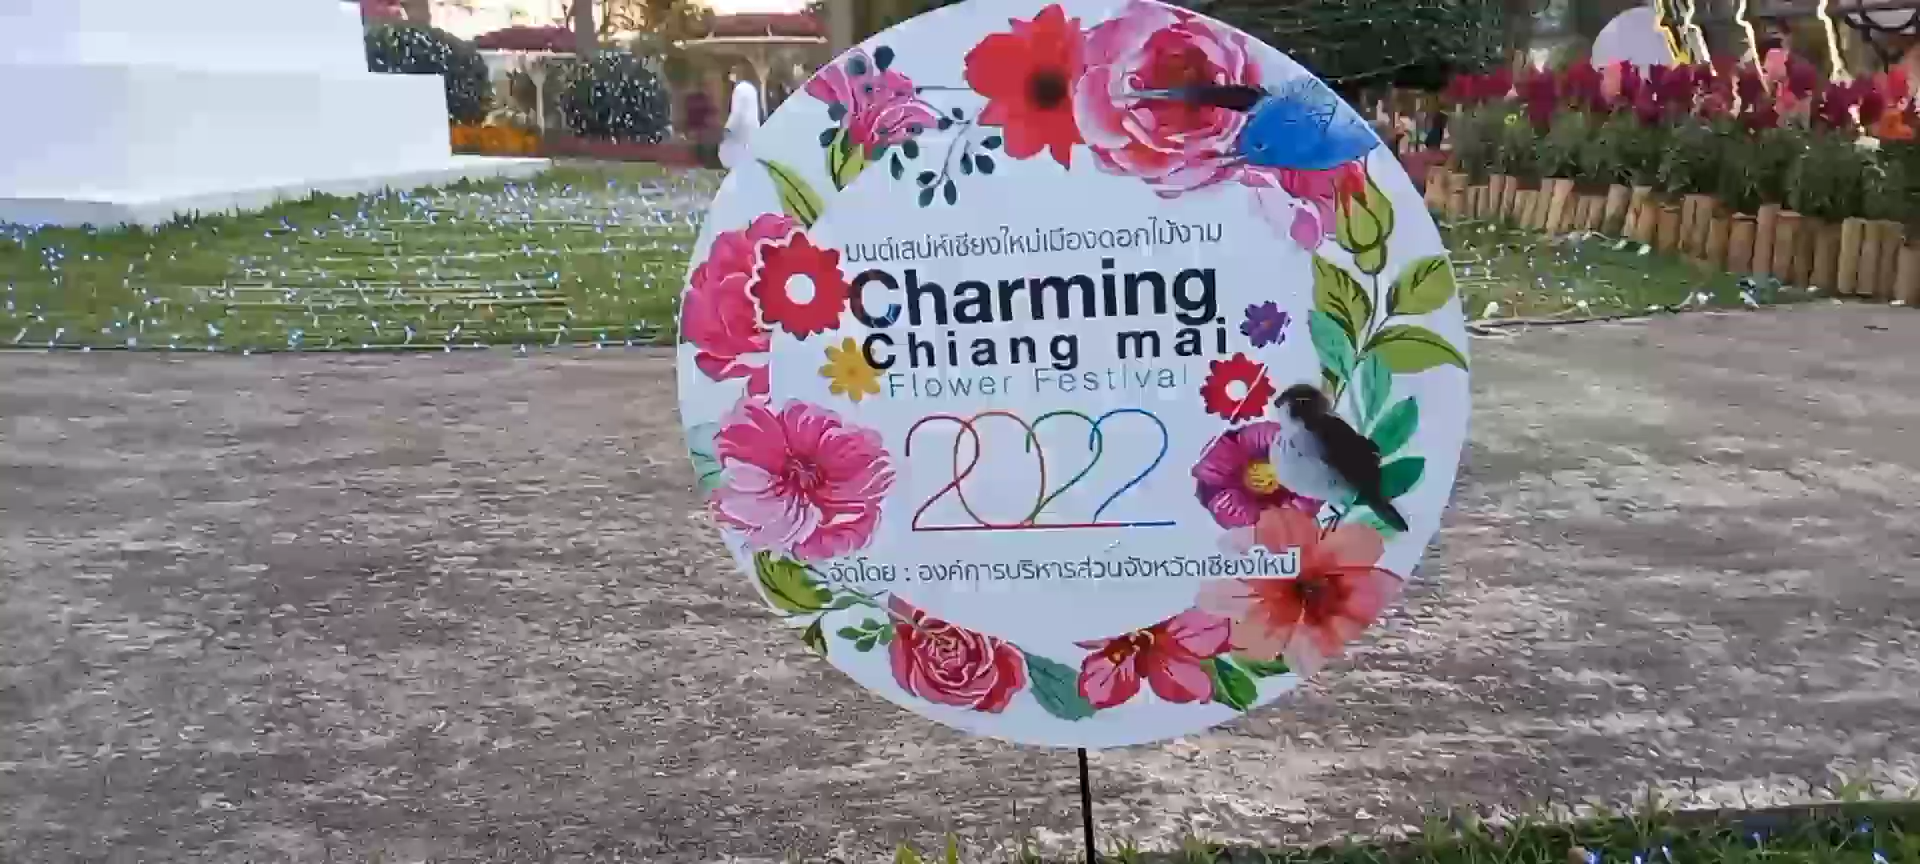 มนต์เสน่ห์เชียงใหม่เมืองดอกไม้งาม
Charming
Chiang mai
Flower Festival
2022
จัดโดย : องค์การบริหารส่วนจังหวัดเชียงใหม่